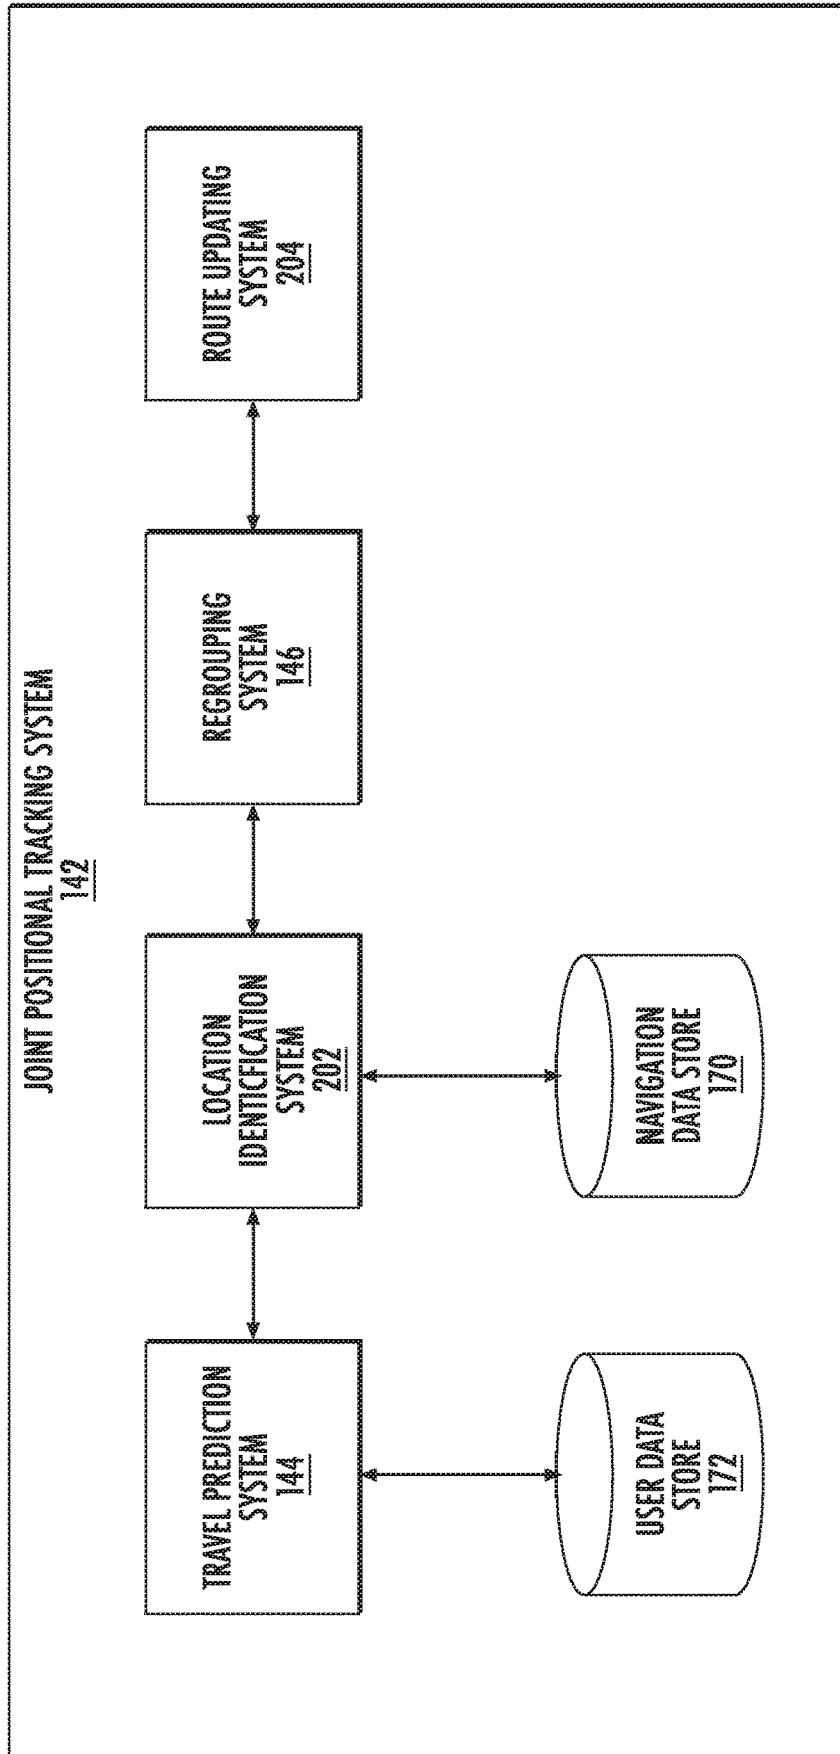 JOINT POSITIONAL TRACKING SYSTEM
142
TRAVEL PREDICTION
SYSTEM
144
LOCATION
IDENTICFICATION
SYSTEM
202
REGROUPING
SYSTEM
146
ROUTE UPDATING
SYSTEM
204
USER DATA
STORE
172
NAVIGATION
DATA STORE
170